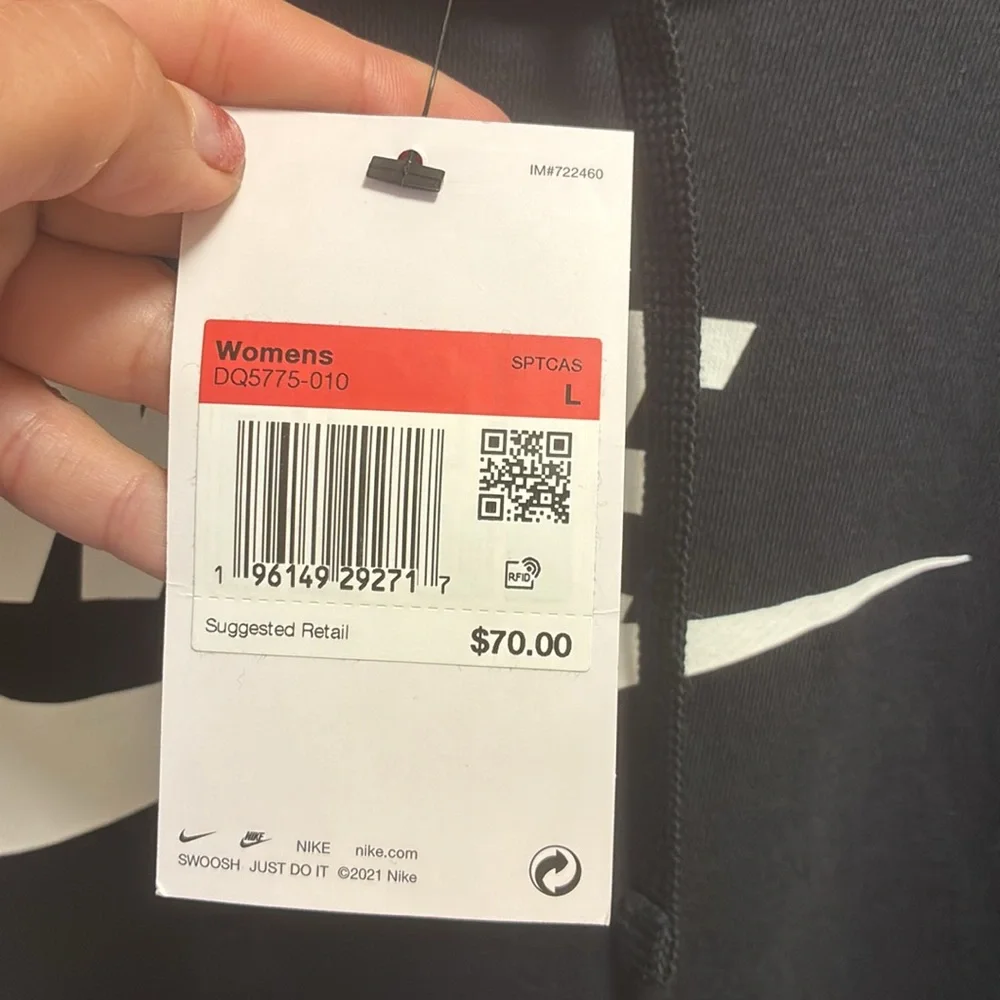 IM#722460
Womens
SPTCAS
DQ5775-010
L
1 96149 29271 7
RFID
Suggested Retail
$70.00
NIKE NIKE nike.com
SWOOSH JUST DO IT ©2021 Nike